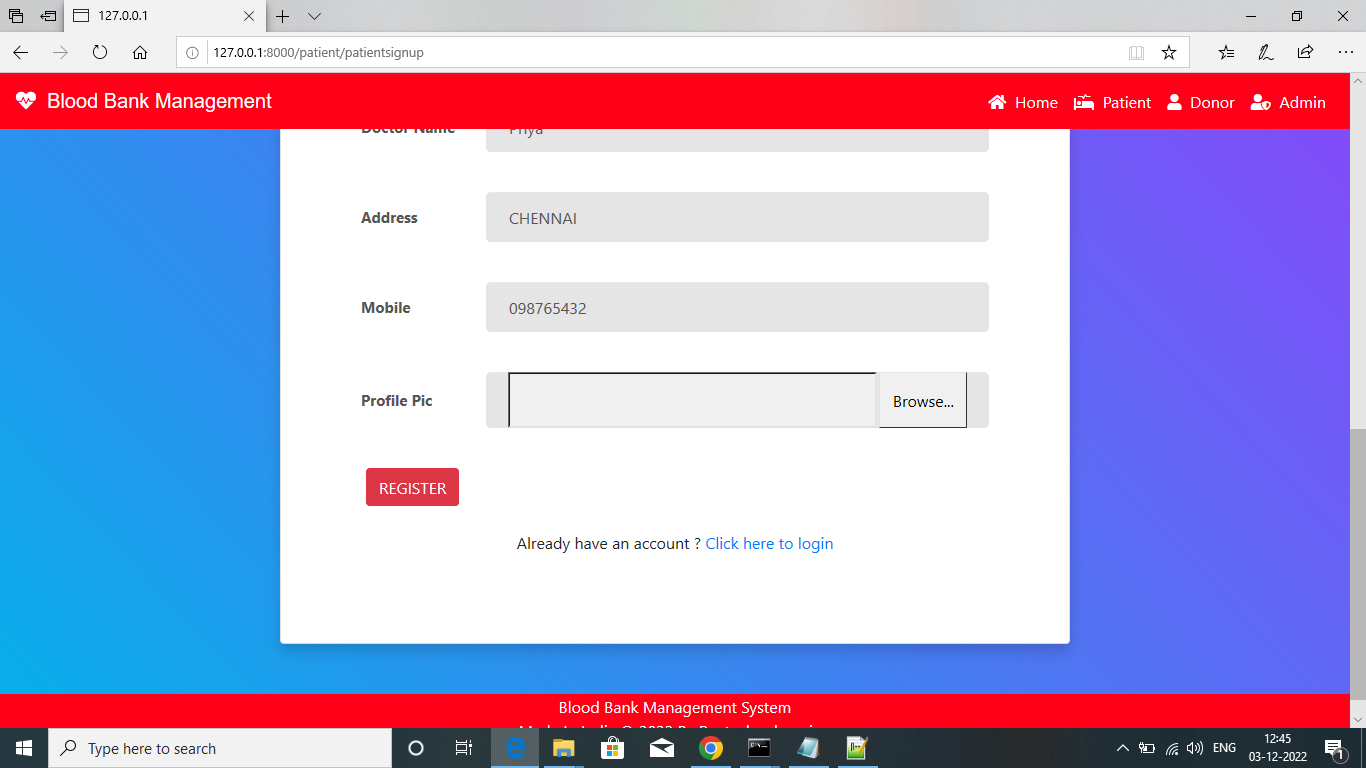 127.0.0.1
127.0.0.1:8000/patient/patientsignup
Blood Bank Management
Home Patient Donor Admin
Doctor Name Priya
Address CHENNAI
Mobile 098765432
Profile Pic Browse...
REGISTER
Already have an account ? Click here to login
Blood Bank Management System
Type here to search
ENG
12:45
03-12-2022
1